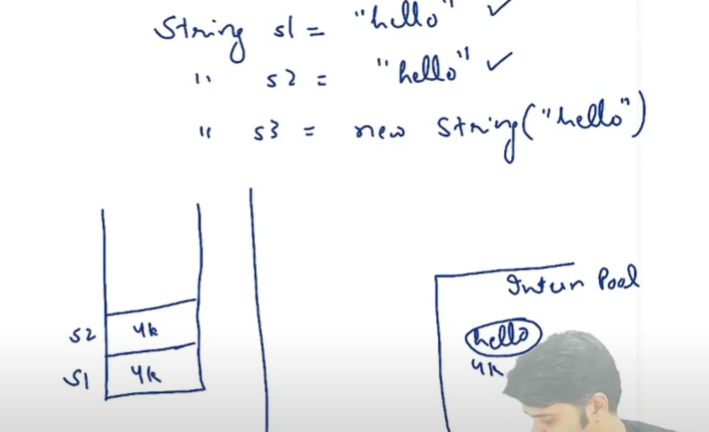 String s1 = "hello" ✓
" s2 = "hello" ✓
" s3 = new String("hello")
Intern Pool
s2 4k
hello
s1 4k
4k